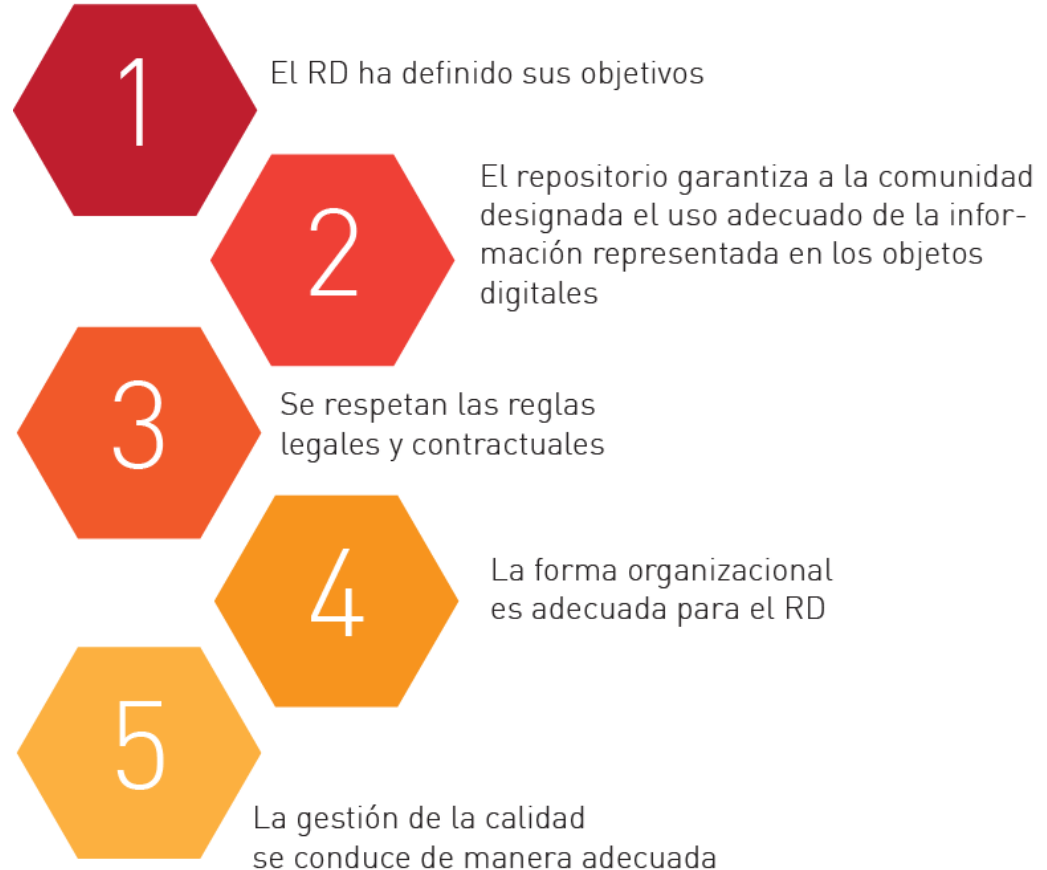 1
El RD ha definido sus objetivos
2
El repositorio garantiza a la comunidad
designada el uso adecuado de la infor-
mación representada en los objetos
digitales
3
Se respetan las reglas
legales y contractuales
4
La forma organizacional
es adecuada para el RD
5
La gestión de la calidad
se conduce de manera adecuada